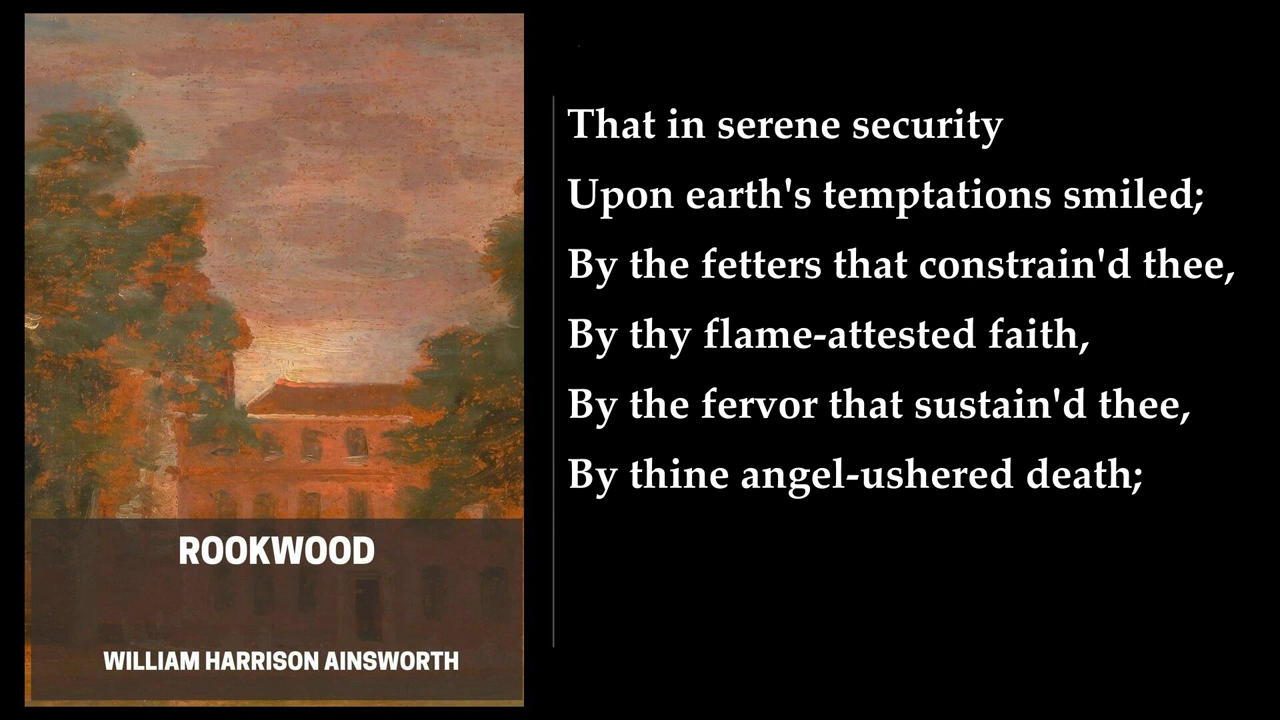 ROOKWOOD
WILLIAM HARRISON AINSWORTH
That in serene security
Upon earth's temptations smiled;
By the fetters that constrain'd thee,
By thy flame-attested faith,
By the fervor that sustain'd thee,
By thine angel-ushered death;